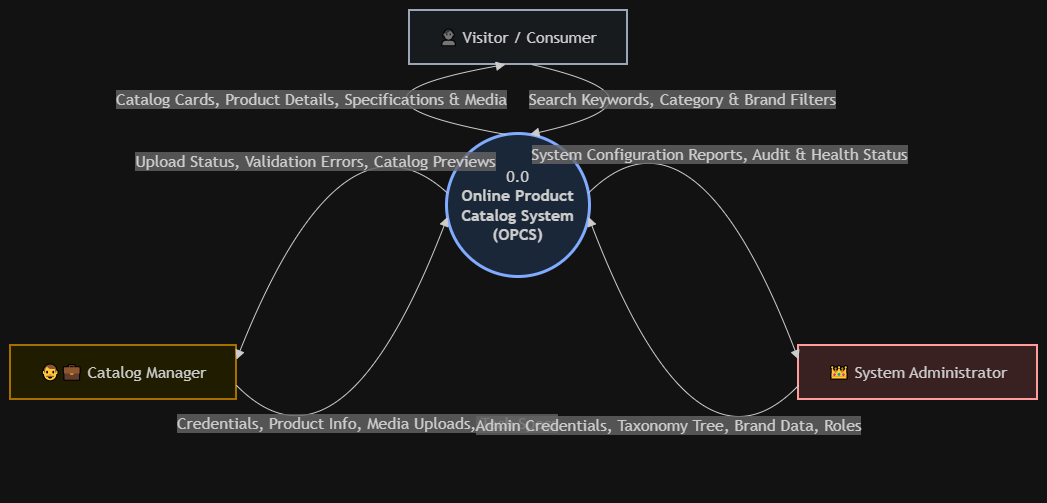 Visitor / Consumer
Catalog Cards, Product Details, Specifications & Media
Search Keywords, Category & Brand Filters
Upload Status, Validation Errors, Catalog Previews
System Configuration Reports, Audit & Health Status
0.0
Online Product
Catalog System
(OPCS)
Catalog Manager
System Administrator
Credentials, Product Info, Media Uploads,
Admin Credentials, Taxonomy Tree, Brand Data, Roles